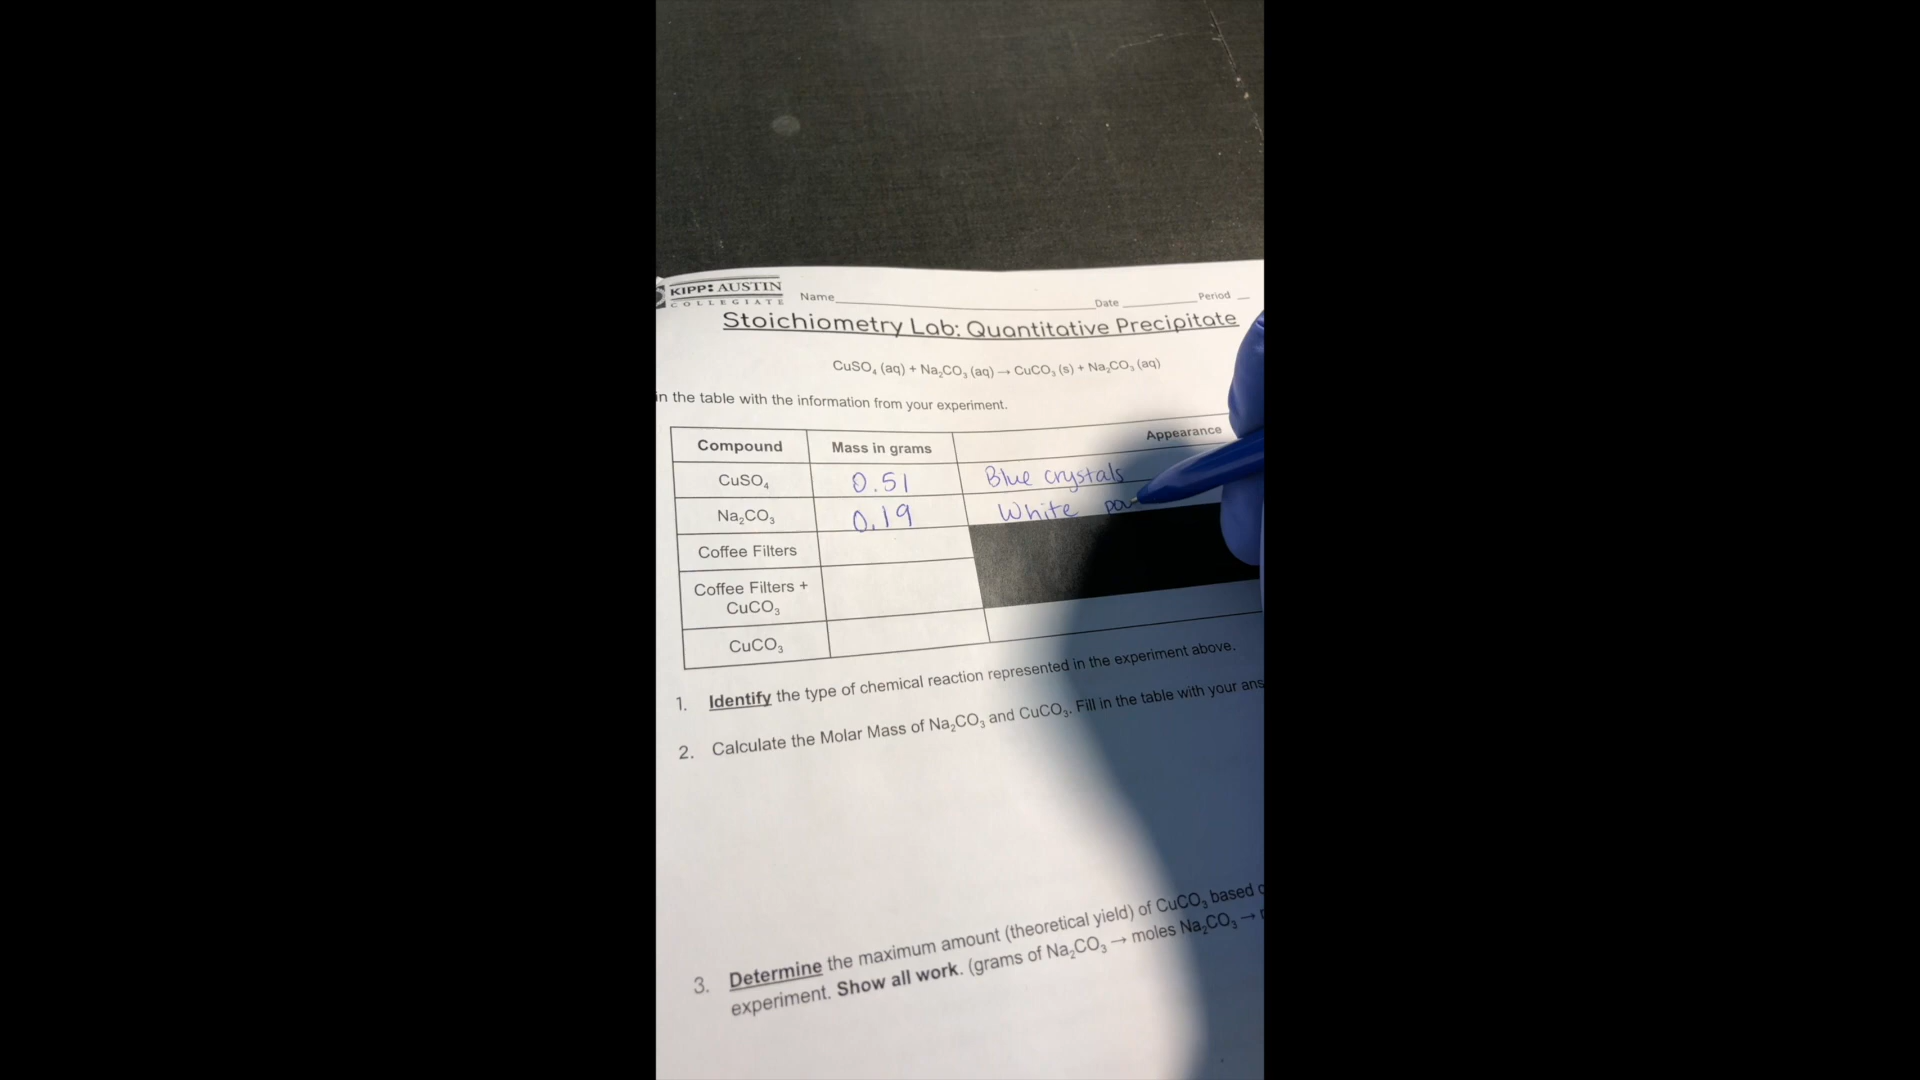 KIPP: AUSTIN
COLLEGIATE
Name Date Period
Stoichiometry Lab: Quantitative Precipitate
CuSO₄ (aq) + Na₂CO₃ (aq) → CuCO₃ (s) + Na₂CO₃ (aq)
in the table with the information from your experiment.
Compound Mass in grams Appearance
CuSO₄ 0.51 Blue crystals
Na₂CO₃ 0.19 White pow
Coffee Filters
Coffee Filters +
CuCO₃
CuCO₃
1. Identify the type of chemical reaction represented in the experiment above.
2. Calculate the Molar Mass of Na₂CO₃ and CuCO₃. Fill in the table with your ans
3. Determine the maximum amount (theoretical yield) of CuCO₃ based
experiment. Show all work. (grams of Na₂CO₃ → moles Na₂CO₃ →